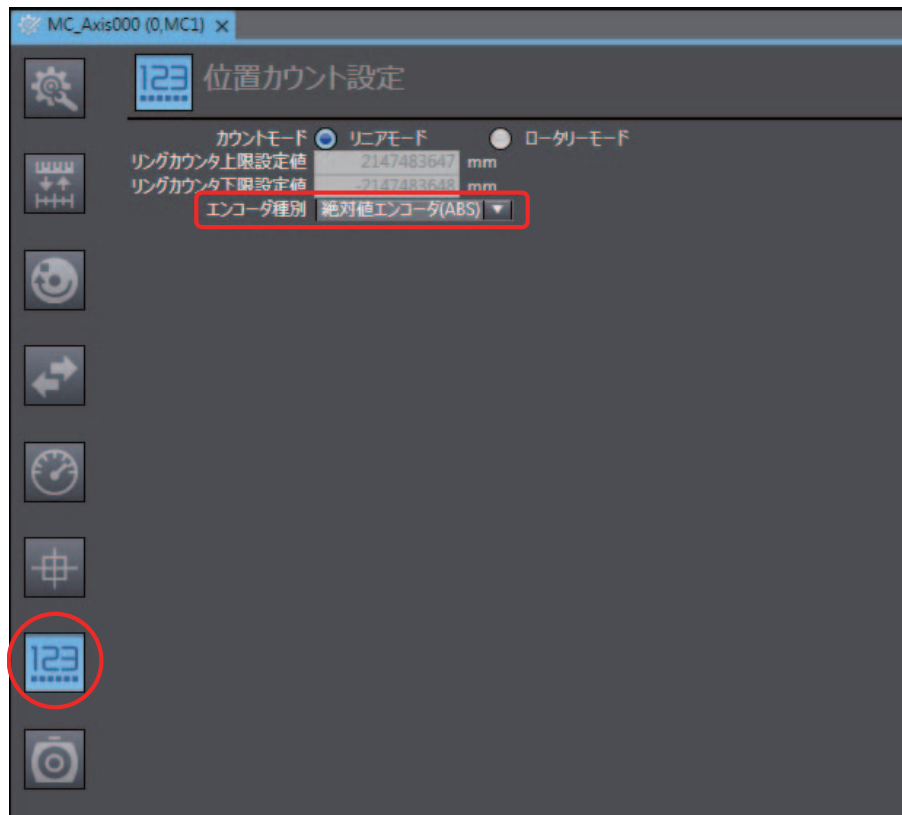 MC_Axis000 (0,MC1) ×
123 位置カウント設定
カウントモード リニアモード ロータリーモード
リングカウンタ上限設定値 2147483647 mm
リングカウンタ下限設定値 -2147483648 mm
エンコーダ種別 絶対値エンコーダ(ABS)
123